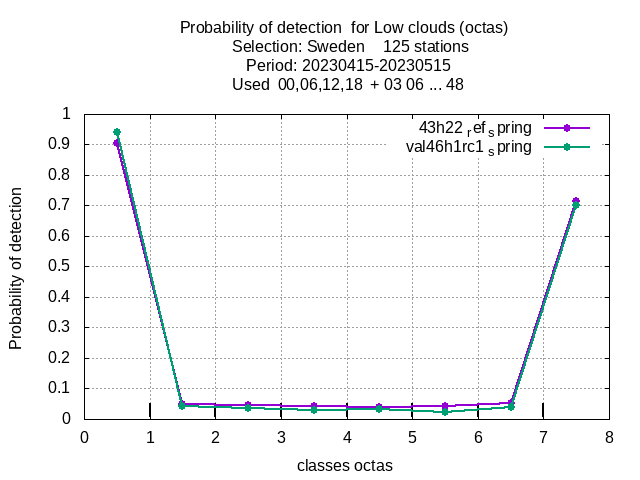 Probability of detection  for Low clouds (octas)
Selection: Sweden    125 stations
Period: 20230415-20230515
Used  00,06,12,18  + 03 06 ... 48
43h22 ref spring
val46h1rc1 spring
1
0.9
0.8
0.7
0.6
0.5
0.4
0.3
0.2
0.1
0
Probability of detection
0 1 2 3 4 5 6 7 8
classes octas